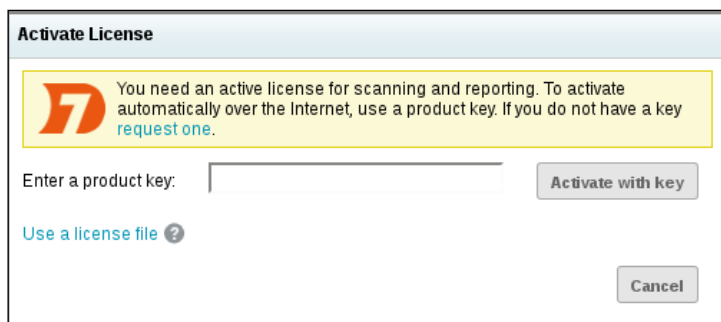 Activate License
You need an active license for scanning and reporting. To activate
automatically over the Internet, use a product key. If you do not have a key
request one.
Enter a product key:
Activate with key
Use a license file ?
Cancel